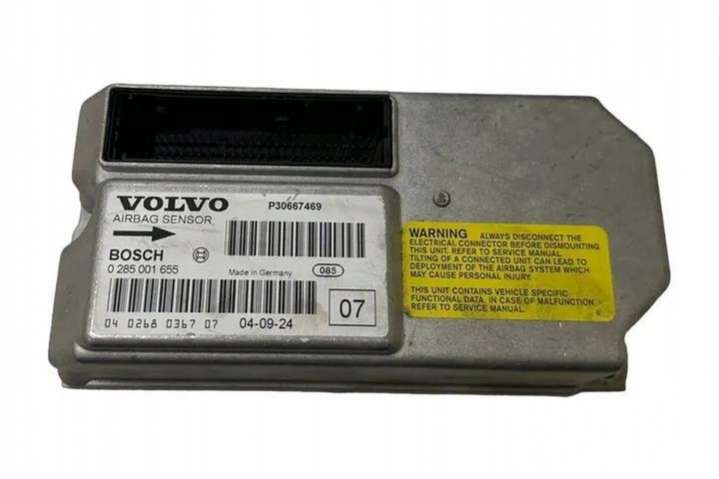 VOLVO
AIRBAG SENSOR
P30667469
BOSCH
0 285 001 655
Made in Germany
085
04 0268 0367 07
04-09-24
07
WARNING ALWAYS DISCONNECT THE
ELECTRICAL CONNECTOR BEFORE DISMOUNTING
THIS UNIT. REFER TO SERVICE MANUAL.
TILTING OF A CONNECTED UNIT CAN LEAD TO
DEPLOYMENT OF THE AIRBAG SYSTEM WHICH
MAY CAUSE PERSONAL INJURY.
THIS UNIT CONTAINS VEHICLE SPECIFIC
FUNCTIONAL DATA. IN CASE OF MALFUNCTION
REFER TO SERVICE MANUAL.